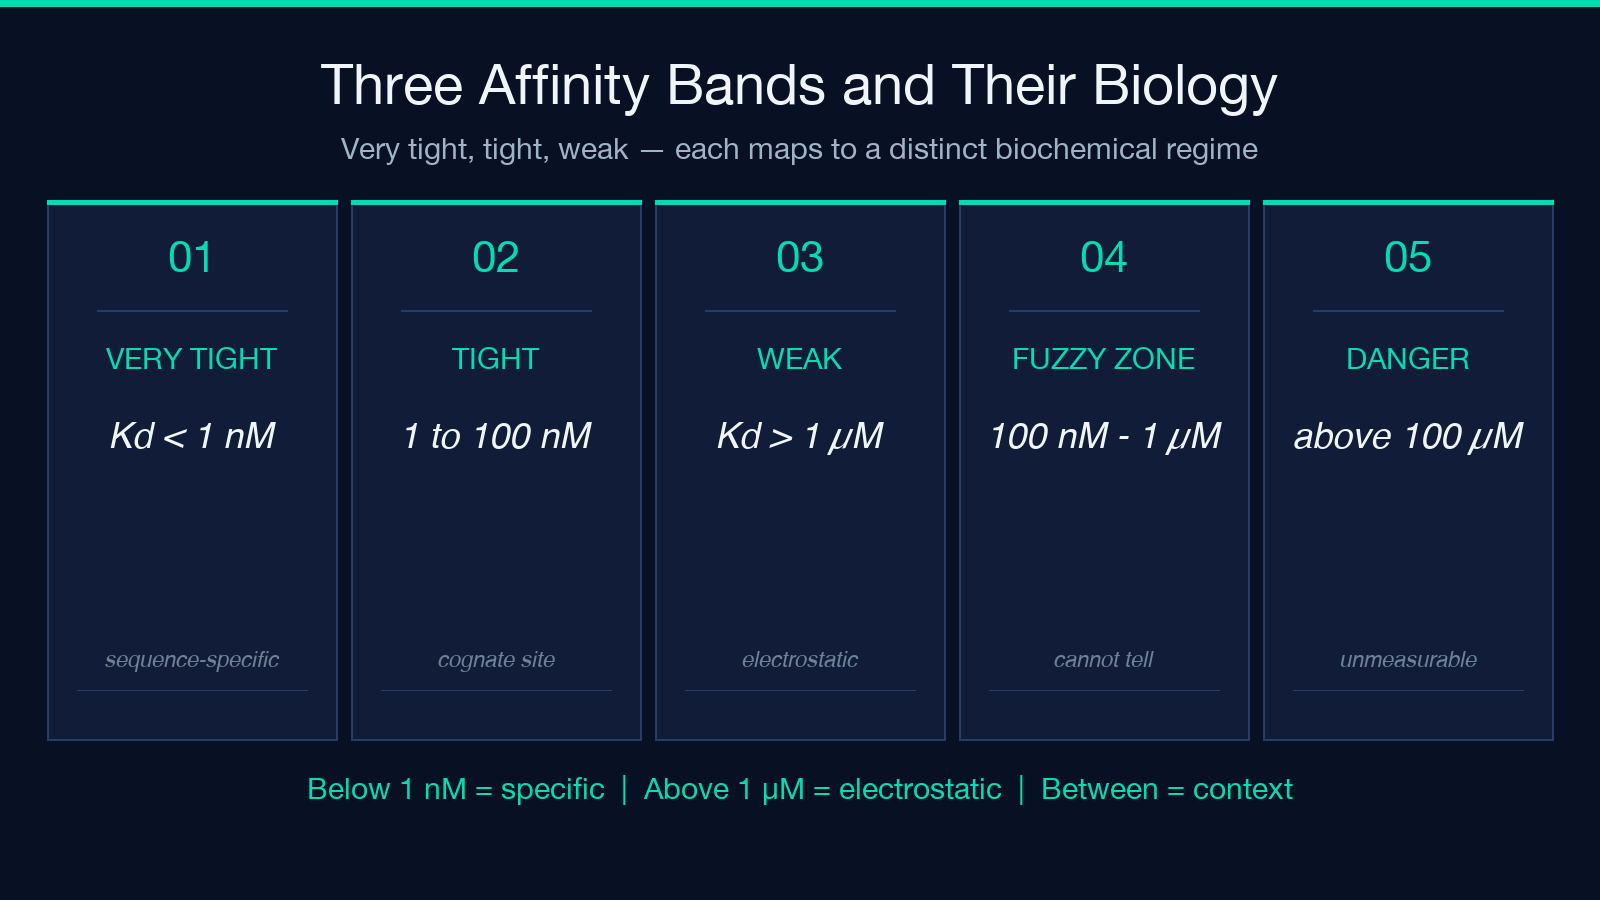 Three Affinity Bands and Their Biology
Very tight, tight, weak — each maps to a distinct biochemical regime
01
VERY TIGHT
Kd < 1 nM
sequence-specific
02
TIGHT
1 to 100 nM
cognate site
03
WEAK
Kd > 1 μM
electrostatic
04
FUZZY ZONE
100 nM - 1 μM
cannot tell
05
DANGER
above 100 μM
unmeasurable
Below 1 nM = specific | Above 1 µM = electrostatic | Between = context